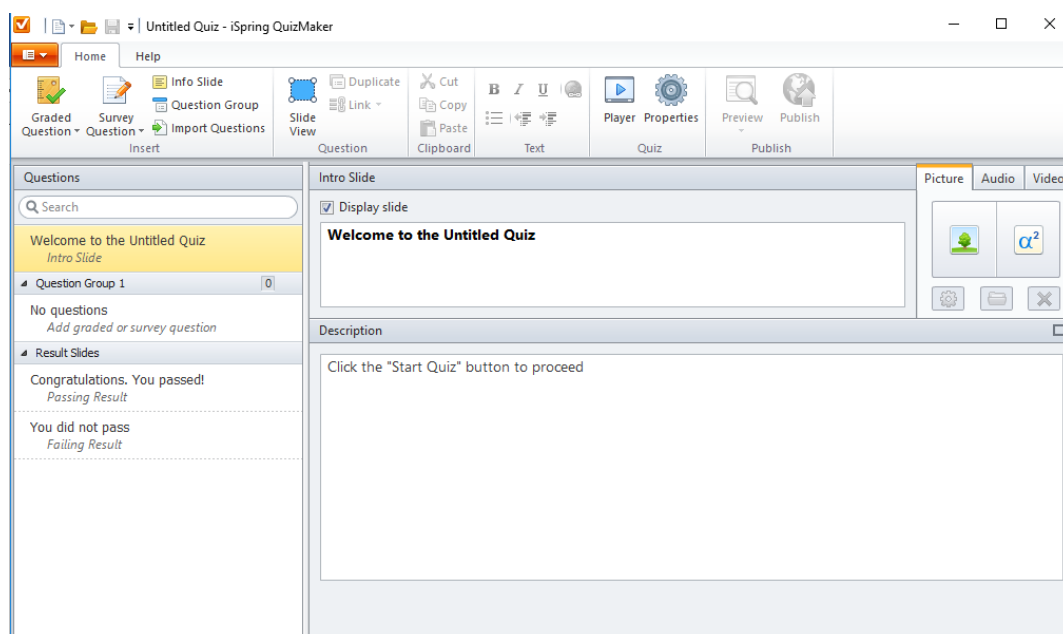 Untitled Quiz - iSpring QuizMaker
Home Help
Graded Question
Survey Question
Info Slide
Question Group
Import Questions
Insert
Slide View
Duplicate
Link
Question
Cut
Copy
Paste
Clipboard
B I U
Text
Player Properties
Quiz
Preview Publish
Publish
Questions
Search
Welcome to the Untitled Quiz
Intro Slide
Question Group 1 0
No questions
Add graded or survey question
Result Slides
Congratulations. You passed!
Passing Result
You did not pass
Failing Result
Intro Slide
Display slide
Welcome to the Untitled Quiz
Picture Audio Video
α²
Description
Click the "Start Quiz" button to proceed